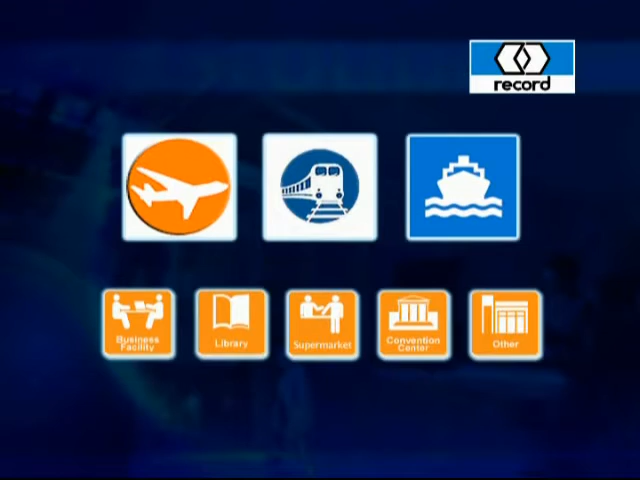 record
Business
Facility
Library
Supermarket
Convention
Center
Other